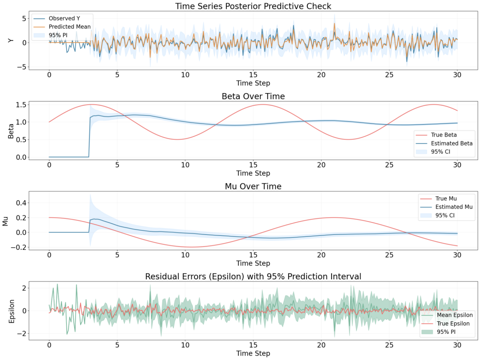 Time Series Posterior Predictive Check
Y
5
0
−5
Observed Y
Predicted Mean
95% PI
0 5 10 15 20 25 30
Time Step
Beta Over Time
Beta
1.5
1.0
0.5
0.0
True Beta
Estimated Beta
95% CI
0 5 10 15 20 25 30
Time Step
Mu Over Time
Mu
0.4
0.2
0.0
−0.2
True Mu
Estimated Mu
95% CI
0 5 10 15 20 25 30
Time Step
Residual Errors (Epsilon) with 95% Prediction Interval
Epsilon
2
1
0
−1
−2
Mean Epsilon
True Epsilon
95% PI
0 5 10 15 20 25 30
Time Step